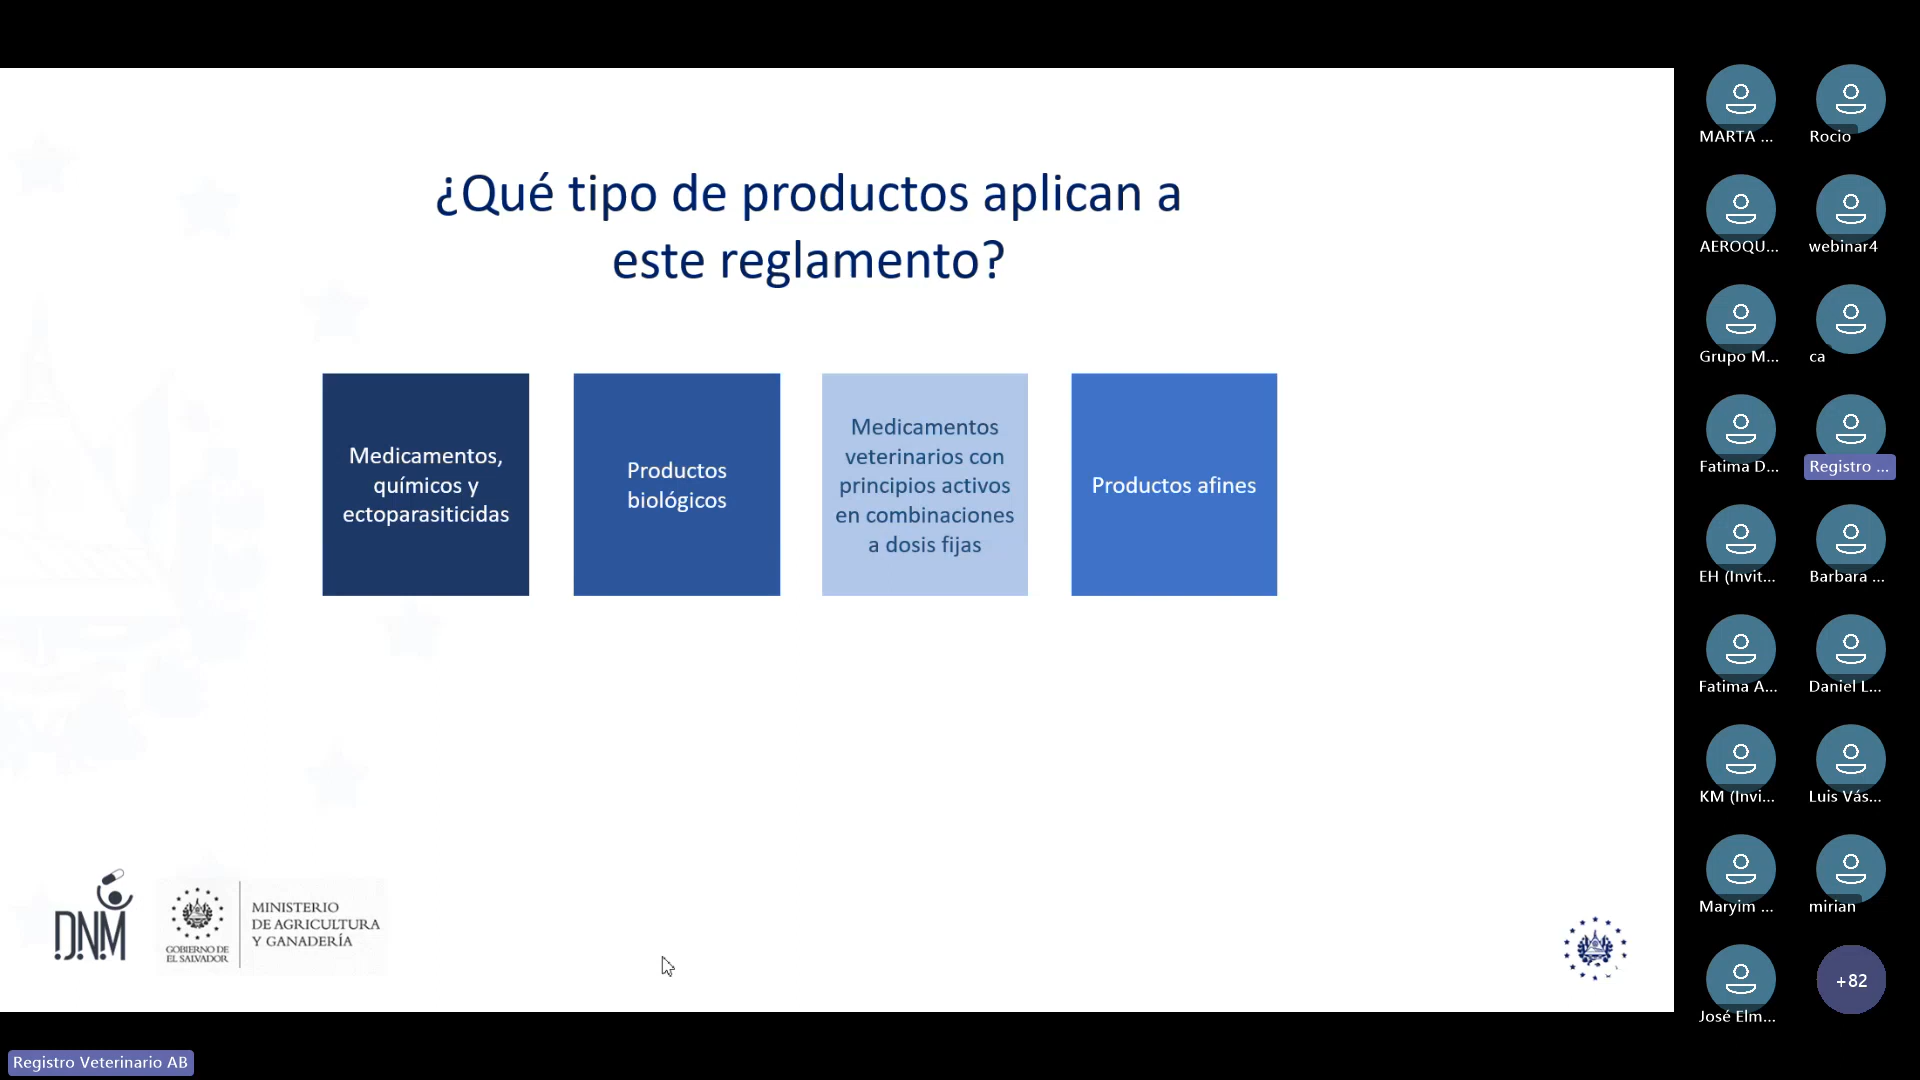 ¿Qué tipo de productos aplican a
este reglamento?
Medicamentos,
químicos y
ectoparasiticidas
Productos
biológicos
Medicamentos
veterinarios con
principios activos
en combinaciones
a dosis fijas
Productos afines
DNM
GOBIERNO DE
EL SALVADOR
MINISTERIO
DE AGRICULTURA
Y GANADERÍA
MARTA ...
Rocio
AEROQU...
webinar4
Grupo M...
ca
Fatima D...
Registro ...
EH (Invit...
Barbara ...
Fatima A...
Daniel L...
KM (Invi...
Luis Vás...
Maryim ...
mirian
José Elm...
+82
Registro Veterinario AB